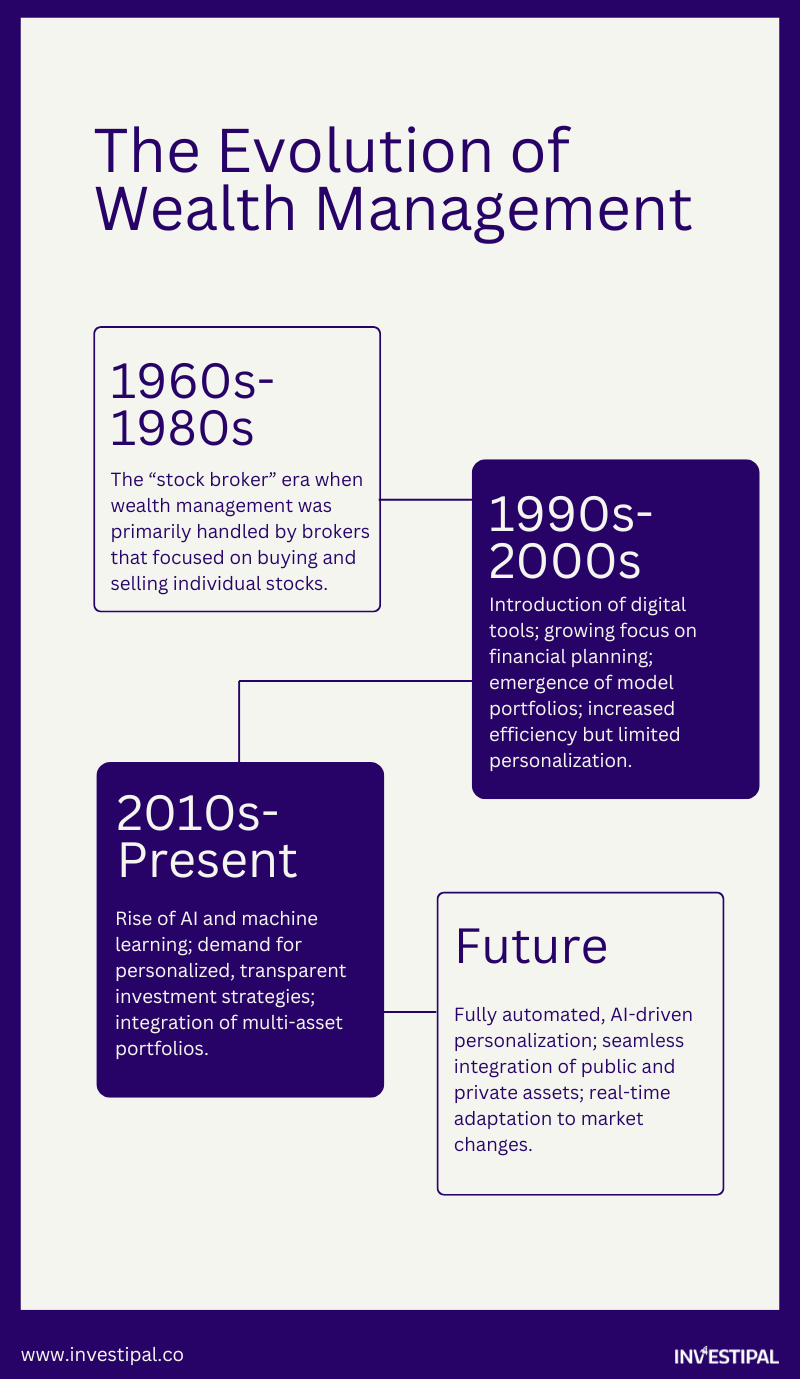 The Evolution of
Wealth Management
1960s-
1980s
The “stock broker” era when
wealth management was
primarily handled by brokers
that focused on buying and
selling individual stocks.
1990s-
2000s
Introduction of digital
tools; growing focus on
financial planning;
emergence of model
portfolios; increased
efficiency but limited
personalization.
2010s-
Present
Rise of AI and machine
learning; demand for
personalized, transparent
investment strategies;
integration of multi-asset
portfolios.
Future
Fully automated, AI-driven
personalization; seamless
integration of public and
private assets; real-time
adaptation to market
changes.
www.investipal.co
INVESTIPAL